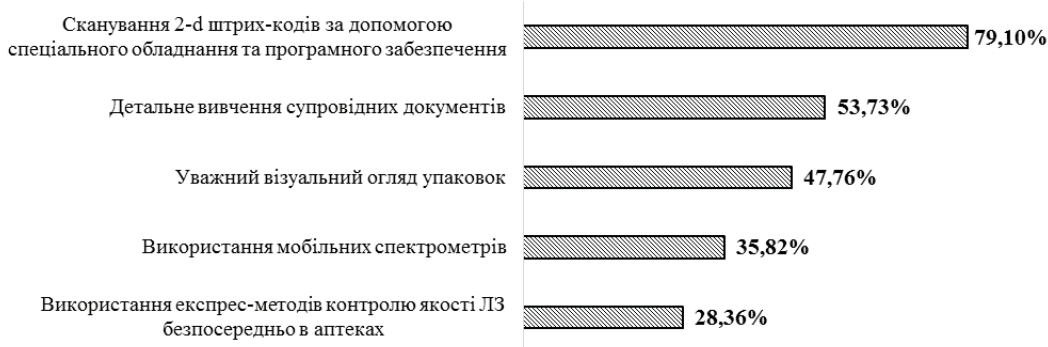 Сканування 2-d штрих-кодів за допомогою
спеціального обладнання та програмного забезпечення
79,10%
Детальне вивчення супровідних документів
53,73%
Уважний візуальний огляд упаковок
47,76%
Використання мобільних спектрометрів
35,82%
Використання експрес-методів контролю якості ЛЗ
безпосередньо в аптеках
28,36%